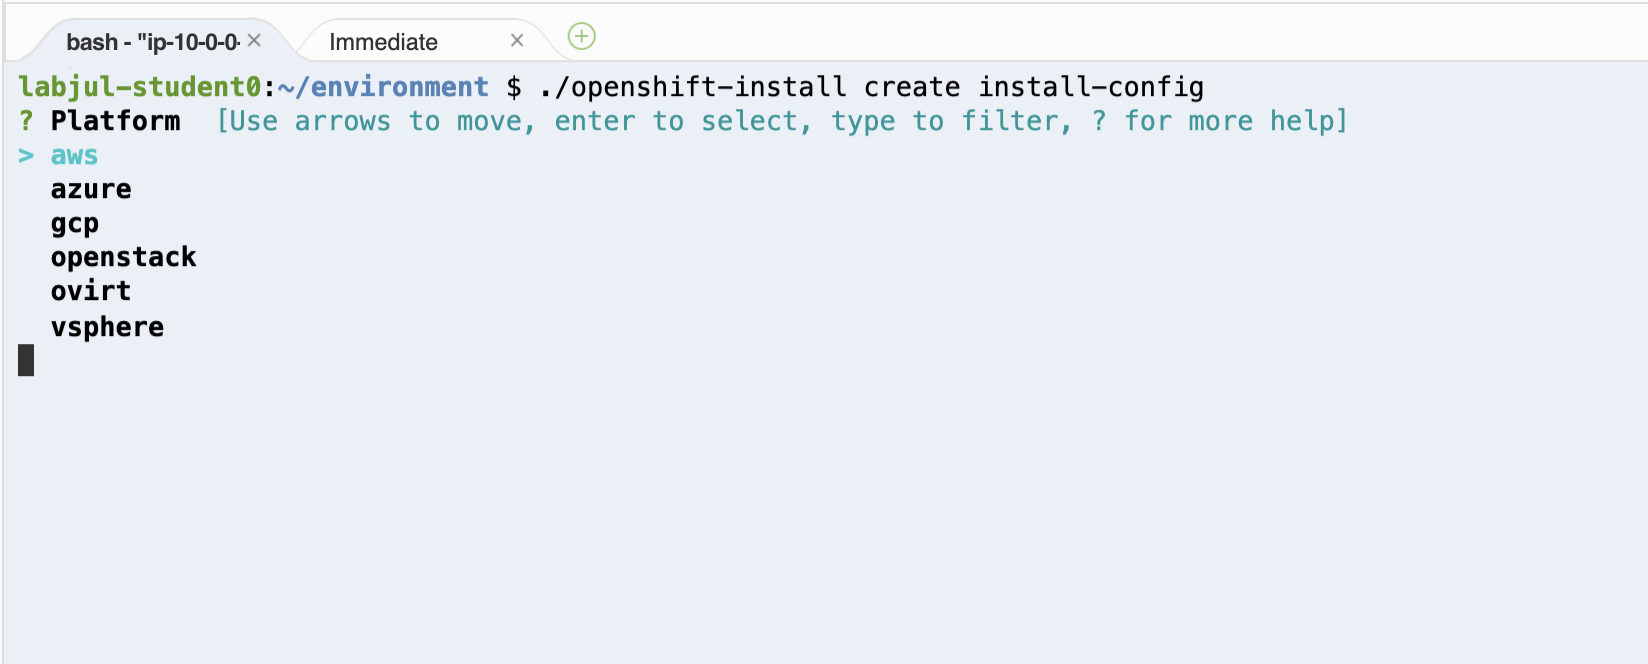 bash - "ip-10-0-0- × Immediate ×
labjul-student0:~/environment $ ./openshift-install create install-config
? Platform  [Use arrows to move, enter to select, type to filter, ? for more help]
> aws
  azure
  gcp
  openstack
  ovirt
  vsphere